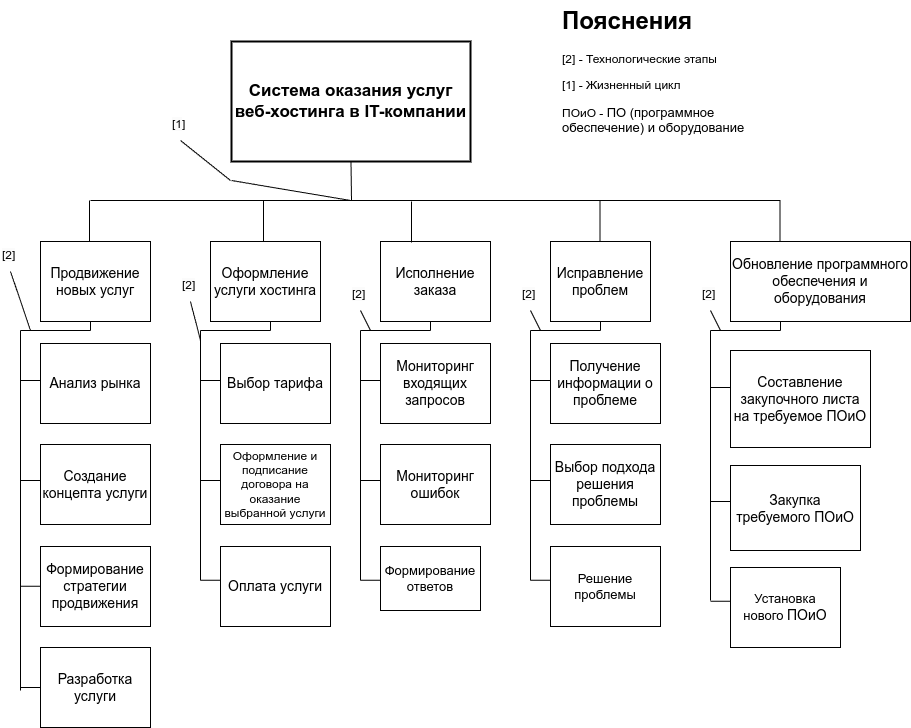 Пояснения
[2] - Технологические этапы
[1] - Жизненный цикл
ПОиО - ПО (программное
обеспечение) и оборудование
Система оказания услуг
веб-хостинга в IT-компании
[1]
[2]
Продвижение
новых услуг
Анализ рынка
Создание
концепта услуги
Формирование
стратегии
продвижения
Разработка
услуги
[2]
Оформление
услуги хостинга
Выбор тарифа
Оформление и
подписание
договора на
оказание
выбранной услуги
Оплата услуги
[2]
Исполнение
заказа
Мониторинг
входящих
запросов
Мониторинг
ошибок
Формирование
ответов
[2]
Исправление
проблем
Получение
информации о
проблеме
Выбор подхода
решения
проблемы
Решение
проблемы
[2]
Обновление программного
обеспечения и
оборудования
Составление
закупочного листа
на требуемое ПОиО
Закупка
требуемого ПОиО
Установка
нового ПОиО